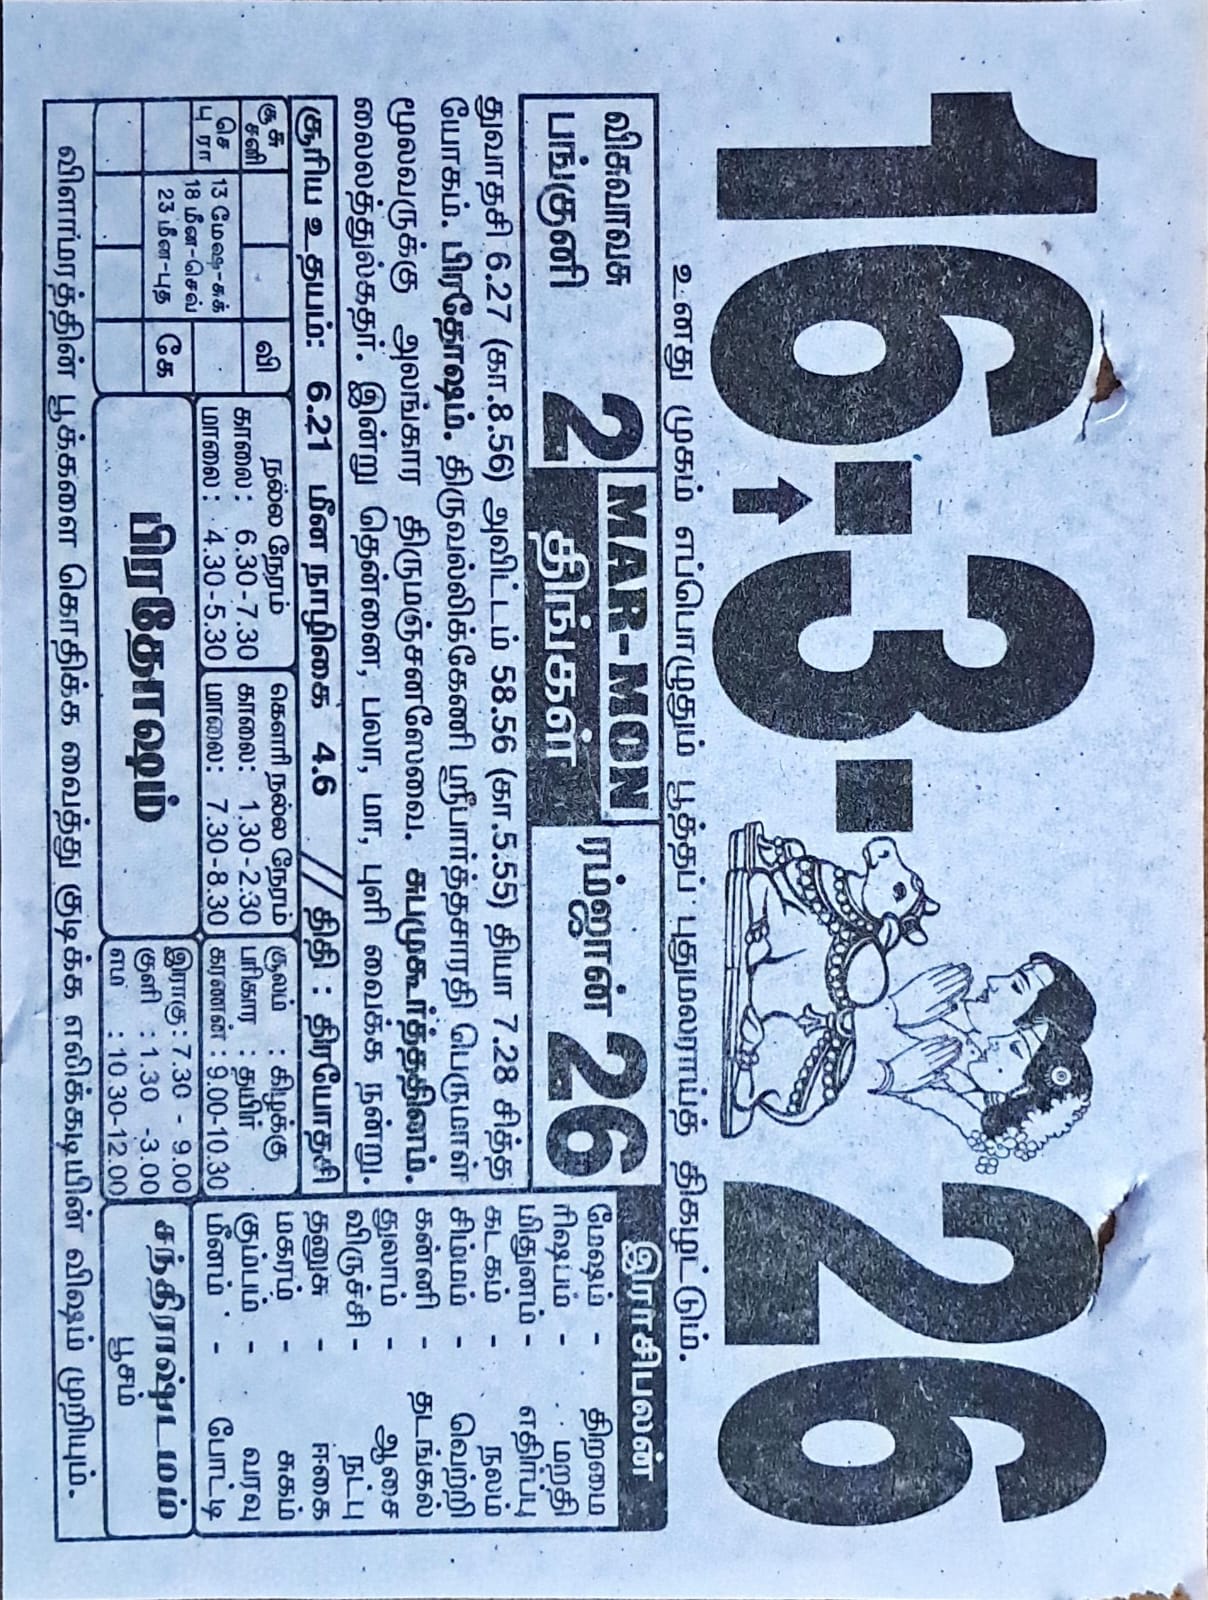 16-3-26
உனது முகம் எப்பொழுதும் பூத்தப் புதுமலராய்த் திகழட்டும்.
விசுவாவசு
பங்குனி 2
MAR-MON
திங்கள்
ரம்ஜான் 26
துவாதசி 6.27 (கா.8.56) அவிட்டம் 58.56 (கா.5.55) தியா 7.28 சித்த
யோகம். பிரதோஷம். திருவல்லிக்கேணி ஸ்ரீபார்த்தசாரதி பெருமாள்
மூலவருக்கு அலங்கார திருமஞ்சனஸேவை. சுபமுகூர்த்ததினம்.
லைலத்துல்கதர். இன்று தென்னை, பலா, மா, புளி வைக்க நன்று.
சூரிய உதயம்: 6.21 மீன நாழிகை 4.6 // திதி : திரயோதசி
இராசிபலன்
மேஷம் - திறமை
ரிஷபம் - மறதி
மிதுனம் - எதிர்ப்பு
கடகம் - நலம்
சிம்மம் - வெற்றி
கன்னி - தடங்கல்
துலாம் - ஆசை
விருச்சி - நட்பு
தனுசு - ஈகை
மகரம் - சுகம்
கும்பம் - வரவு
மீனம் - போட்டி
கு சு
சனி
வி
செ
பு ரா
13 மேஷ-சுக்
18 மீன-செவ்
23 மீன-புத
கே
நல்ல நேரம்
காலை: 6.30-7.30
மாலை: 4.30-5.30
கௌரி நல்ல நேரம்
காலை: 1.30-2.30
மாலை: 7.30-8.30
சூலம் : கிழக்கு
பரிகார : தயிர்
கரணன் : 9.00-10.30
பிரதோஷம்
இராகு : 7.30 - 9.00
குளி : 1.30 -3.00
எம : 10.30-12.00
சந்திராஷ்டமம்
பூசம்
விளாமரத்தின் பூக்களை கொதிக்க வைத்து குடிக்க எலிக்கடியின் விஷம் முறியும்.